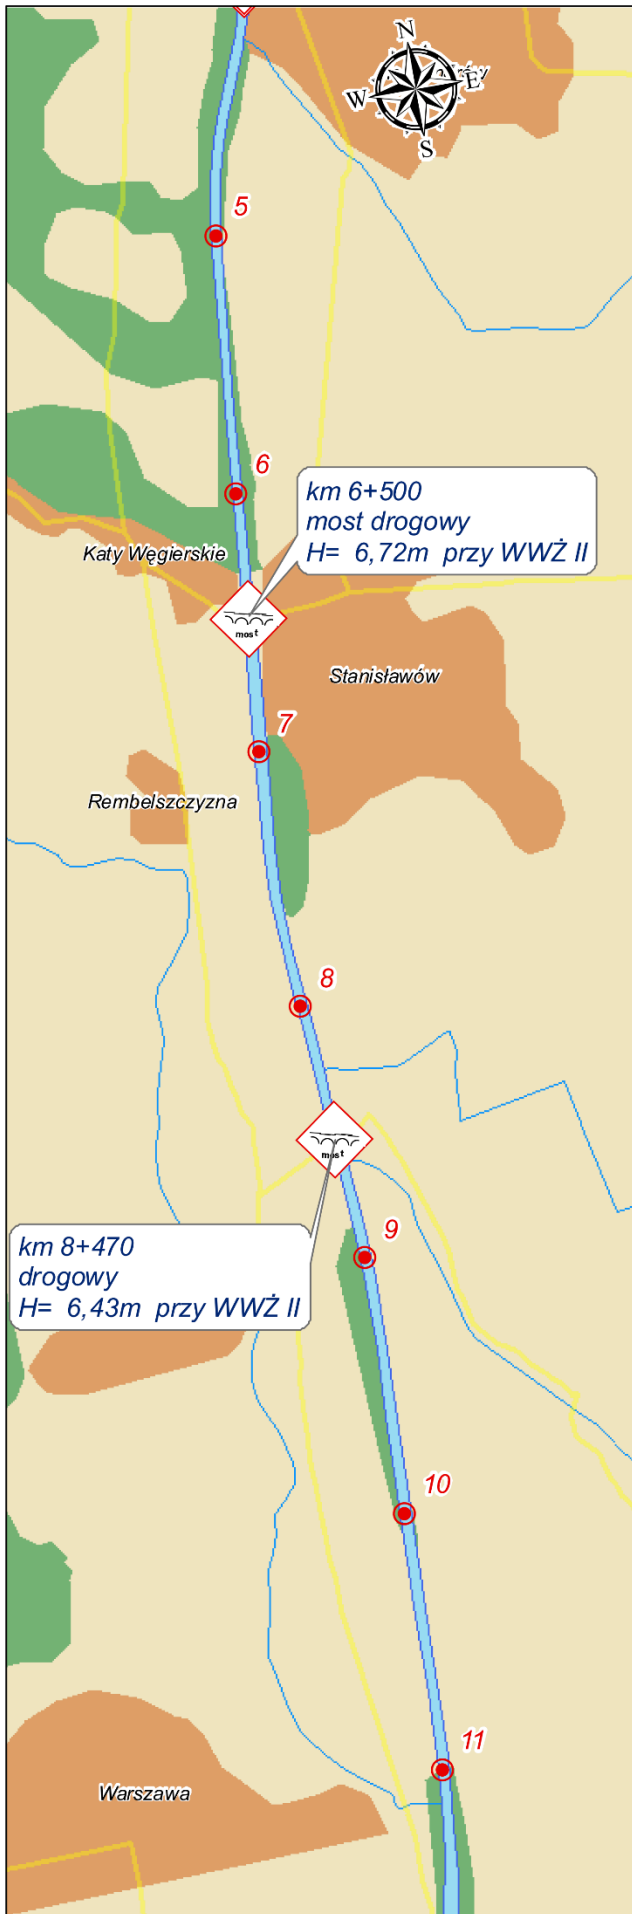 N
W
E
S
5
6
km 6+500
most drogowy
H= 6,72m przy WWŻ II
Katy Węgierskie
most
Stanisławów
7
Rembelszczyzna
8
most
km 8+470
drogowy
H= 6,43m przy WWŻ II
9
10
11
Warszawa